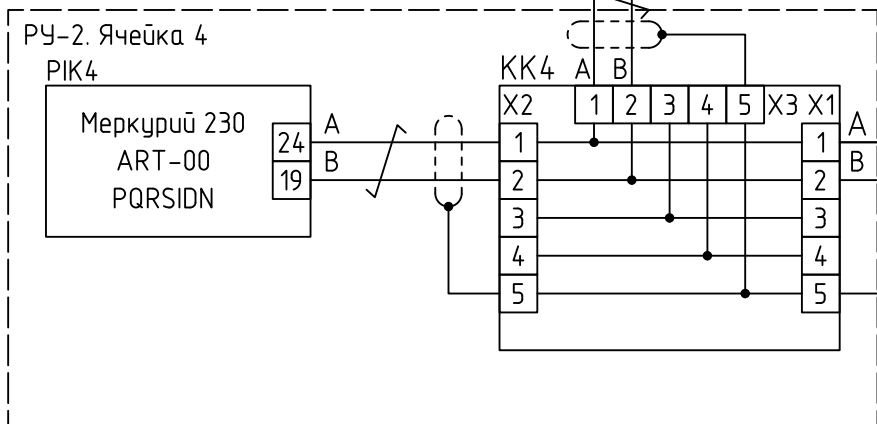 РУ-2. Ячейка 4
PIK4
KK4 A B
X2 1 2 3 4 5 X3 X1
Меркурий 230
ART-00
PQRSIDN
24 A
19 B
1 1 A
2 2 B
3 3
4 4
5 5